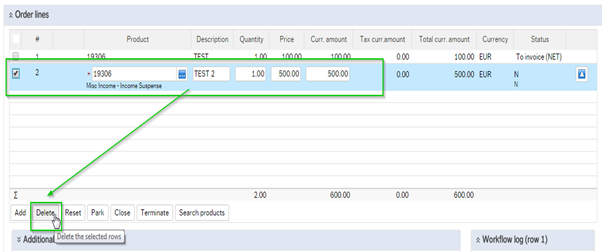 Order lines
# Product Description Quantity Price Curr. amount Tax curr.amount Total curr. amount Currency Status
1 19306 TEST 1.00 100.00 100.00 0.00 100.00 EUR To invoice (NET)
2 19306 TEST 2 1.00 500.00 500.00 0.00 500.00 EUR N
Misc Income - Income Suspense N
Σ 2.00 600.00 0.00 600.00
Add Delete Reset Park Close Terminate Search products
Additional Delete the selected rows Workflow log (row 1)